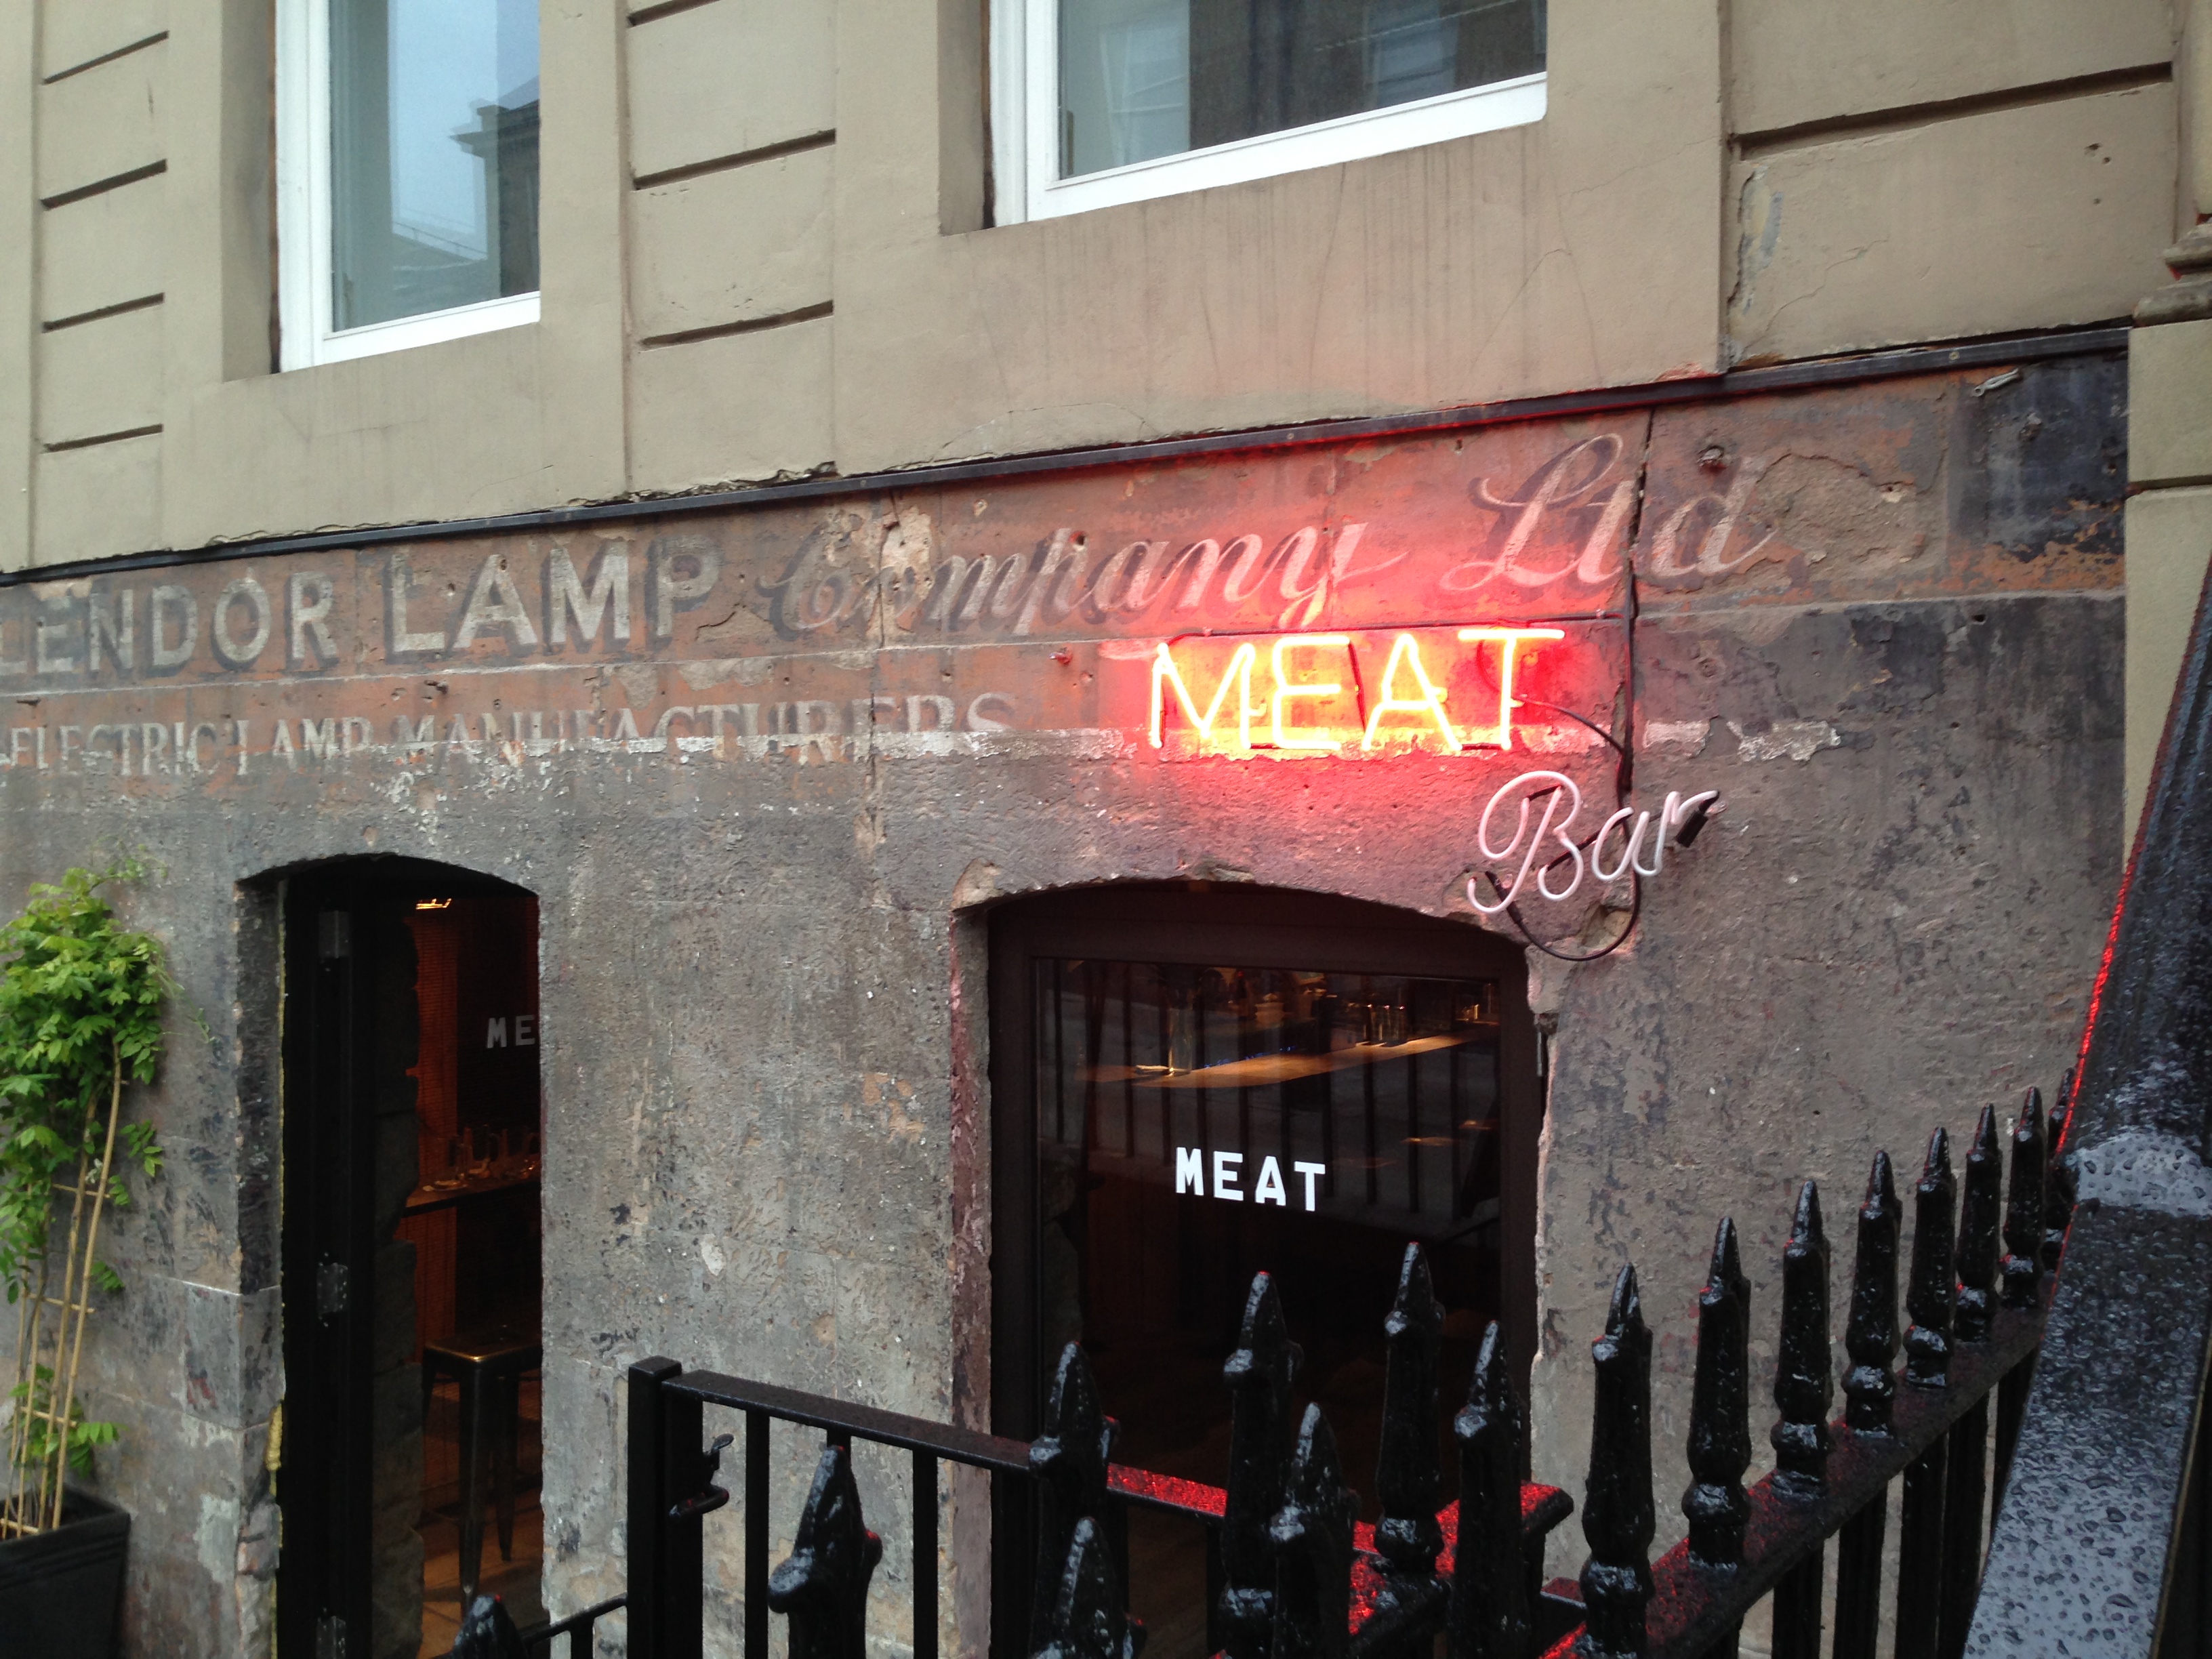 LENDOR LAMP Company Ltd
ELECTRIC LAMP MANUFACTURERS
MEAT
Bar
ME
MEAT